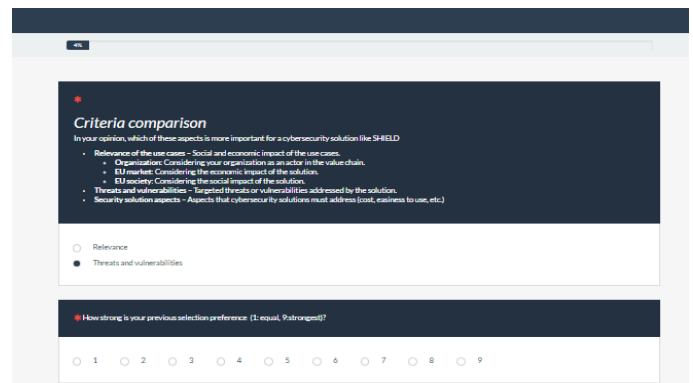 4%
*
Criteria comparison
In your opinion, which of these aspects is more important for a cybersecurity solution like SHIELD
• Relevance of the use cases – Social and economic impact of the use cases.
• Organization: Considering your organization as an actor in the value chain.
• EU market: Considering the economic impact of the solution.
• EU society: Considering the social impact of the solution.
• Threats and vulnerabilities – Targeted threats or vulnerabilities addressed by the solution.
• Security solution aspects – Aspects that cybersecurity solutions must address (cost, easiness to use, etc.)
Relevance
Threats and vulnerabilities
* How strong is your previous selection preference (1: equal, 9:strongest)?
1 2 3 4 5 6 7 8 9